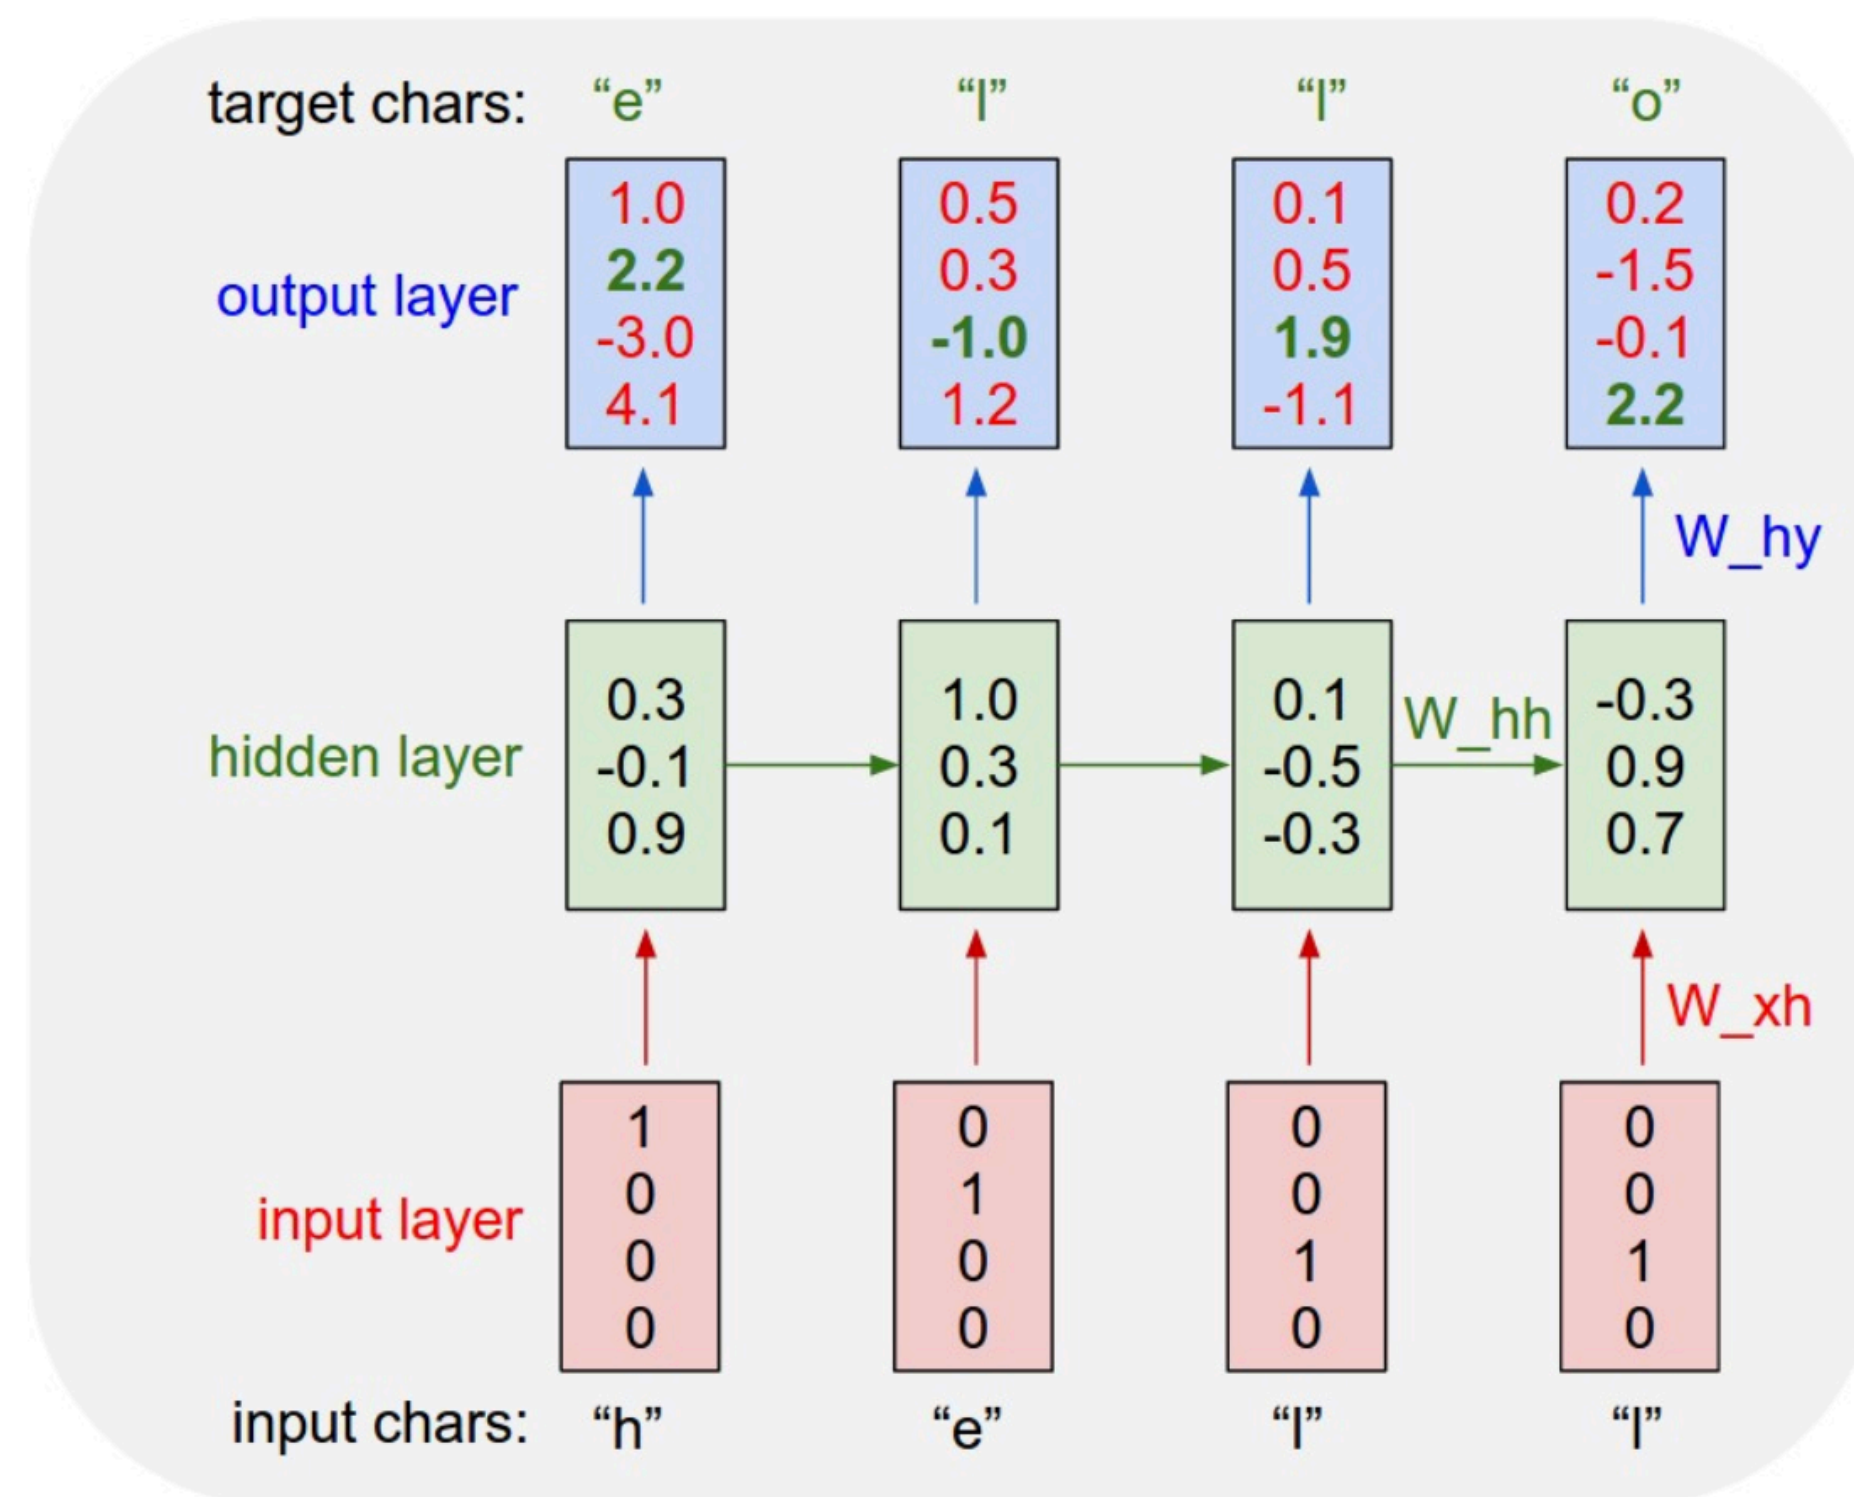 target chars: “e” “l” “l” “o”
1.0 0.5 0.1 0.2
2.2 0.3 0.5 -1.5
output layer
-3.0 -1.0 1.9 -0.1
4.1 1.2 -1.1 2.2
W_hy
0.3 1.0 0.1 W_hh -0.3
hidden layer -0.1 0.3 -0.5 0.9
0.9 0.1 -0.3 0.7
W_xh
1 0 0 0
0 1 0 0
input layer
0 0 1 1
0 0 0 0
input chars: “h” “e” “l” “l”